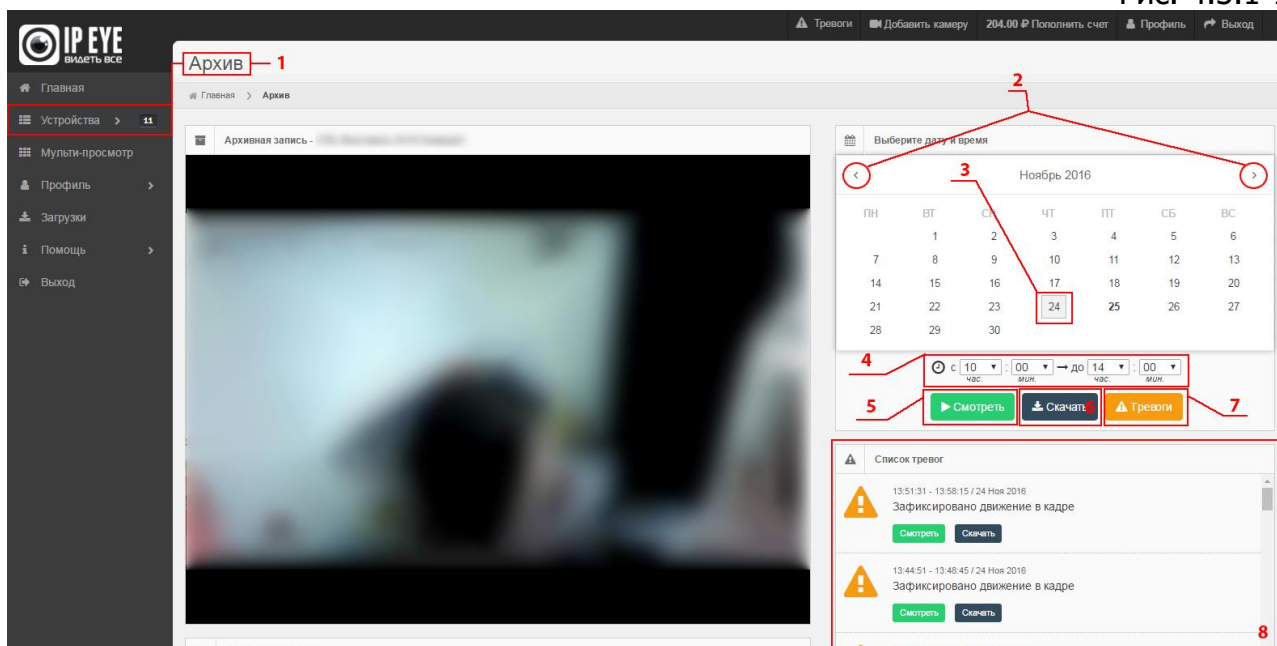 Рис. 4.3.1
Тревоги Добавить камеру 204.00 ₽ Пополнить счет Профиль Выход
IP EYE
видеть все
Архив 1
Главная
Главная > Архив
2
Устройства > 11
Архивная запись -
Выберите дату и время
Мульти-просмотр
3
< Ноябрь 2016 >
Профиль >
Загрузки
ПН ВТ СР ЧТ ПТ СБ ВС
1 2 3 4 5 6
Помощь >
7 8 9 10 11 12 13
Выход
14 15 16 17 18 19 20
21 22 23 24 25 26 27
28 29 30
4
с 10 : 00 → до 14 : 00
час. мин. час. мин.
5 Смотреть Скачать 6 Тревоги 7
Список тревог
13:51:31 - 13:58:15 / 24 Ноя 2016
Зафиксировано движение в кадре
Смотреть Скачать
13:44:51 - 13:48:45 / 24 Ноя 2016
Зафиксировано движение в кадре
Смотреть Скачать
8